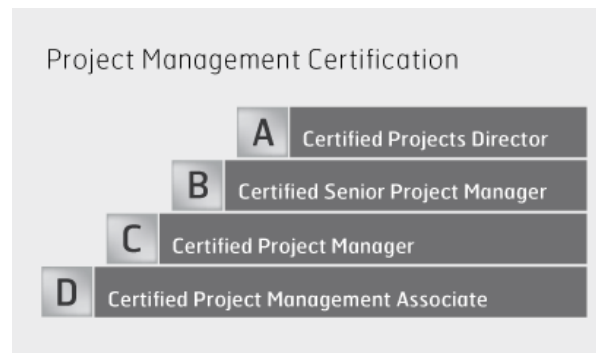 Project Management Certification
A Certified Projects Director
B Certified Senior Project Manager
C Certified Project Manager
D Certified Project Management Associate